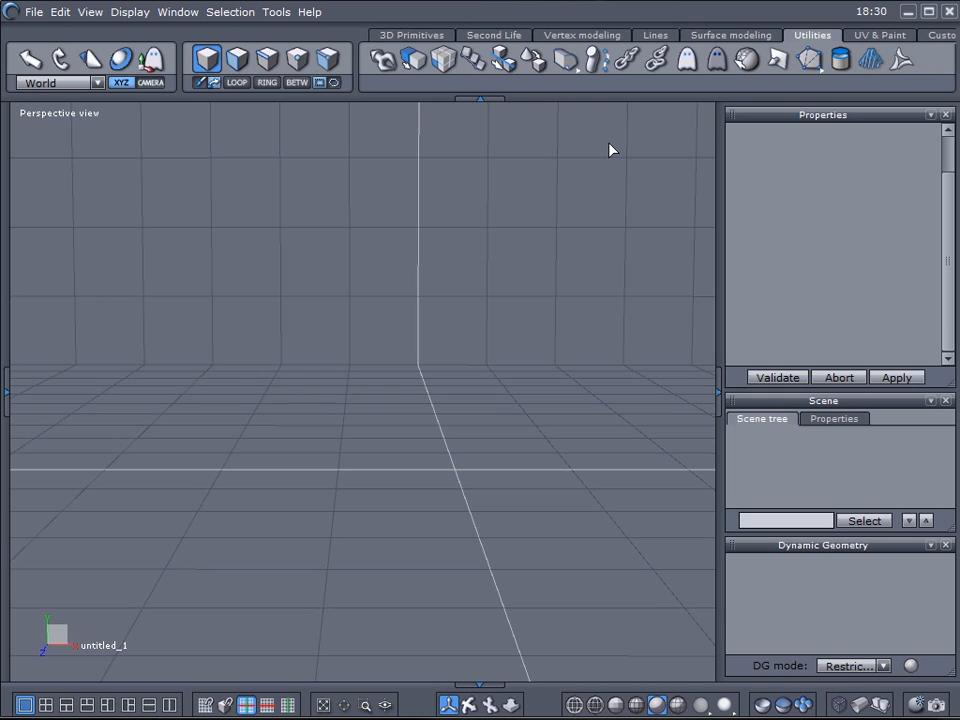 File Edit View Display Window Selection Tools Help 18:30
3D Primitives Second Life Vertex modeling Lines Surface modeling Utilities UV & Paint Custo
World XYZ CAMERA LOOP RING BETW
Perspective view
Properties
Validate Abort Apply
Scene
Scene tree Properties
Select
Dynamic Geometry
Y
X
Z
untitled_1
DG mode: Restric...